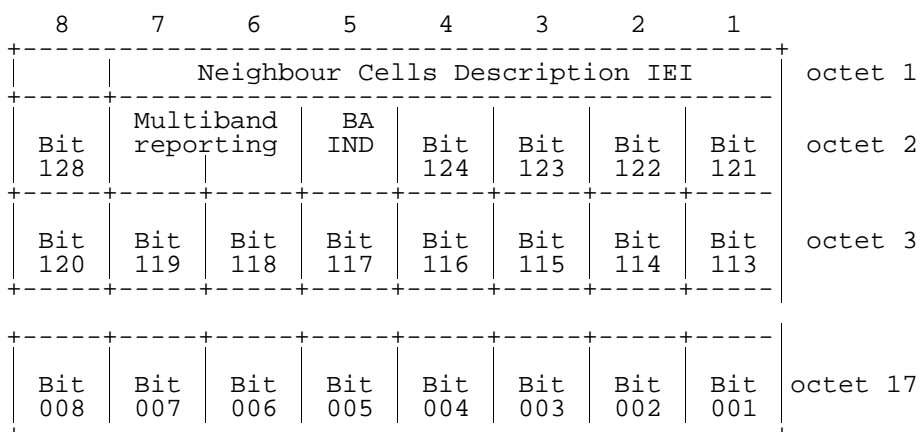 8 7 6 5 4 3 2 1
Neighbour Cells Description IEI octet 1
Multiband BA
Bit reporting IND Bit Bit Bit Bit octet 2
128 124 123 122 121
Bit Bit Bit Bit Bit Bit Bit Bit octet 3
120 119 118 117 116 115 114 113
Bit Bit Bit Bit Bit Bit Bit Bit octet 17
008 007 006 005 004 003 002 001